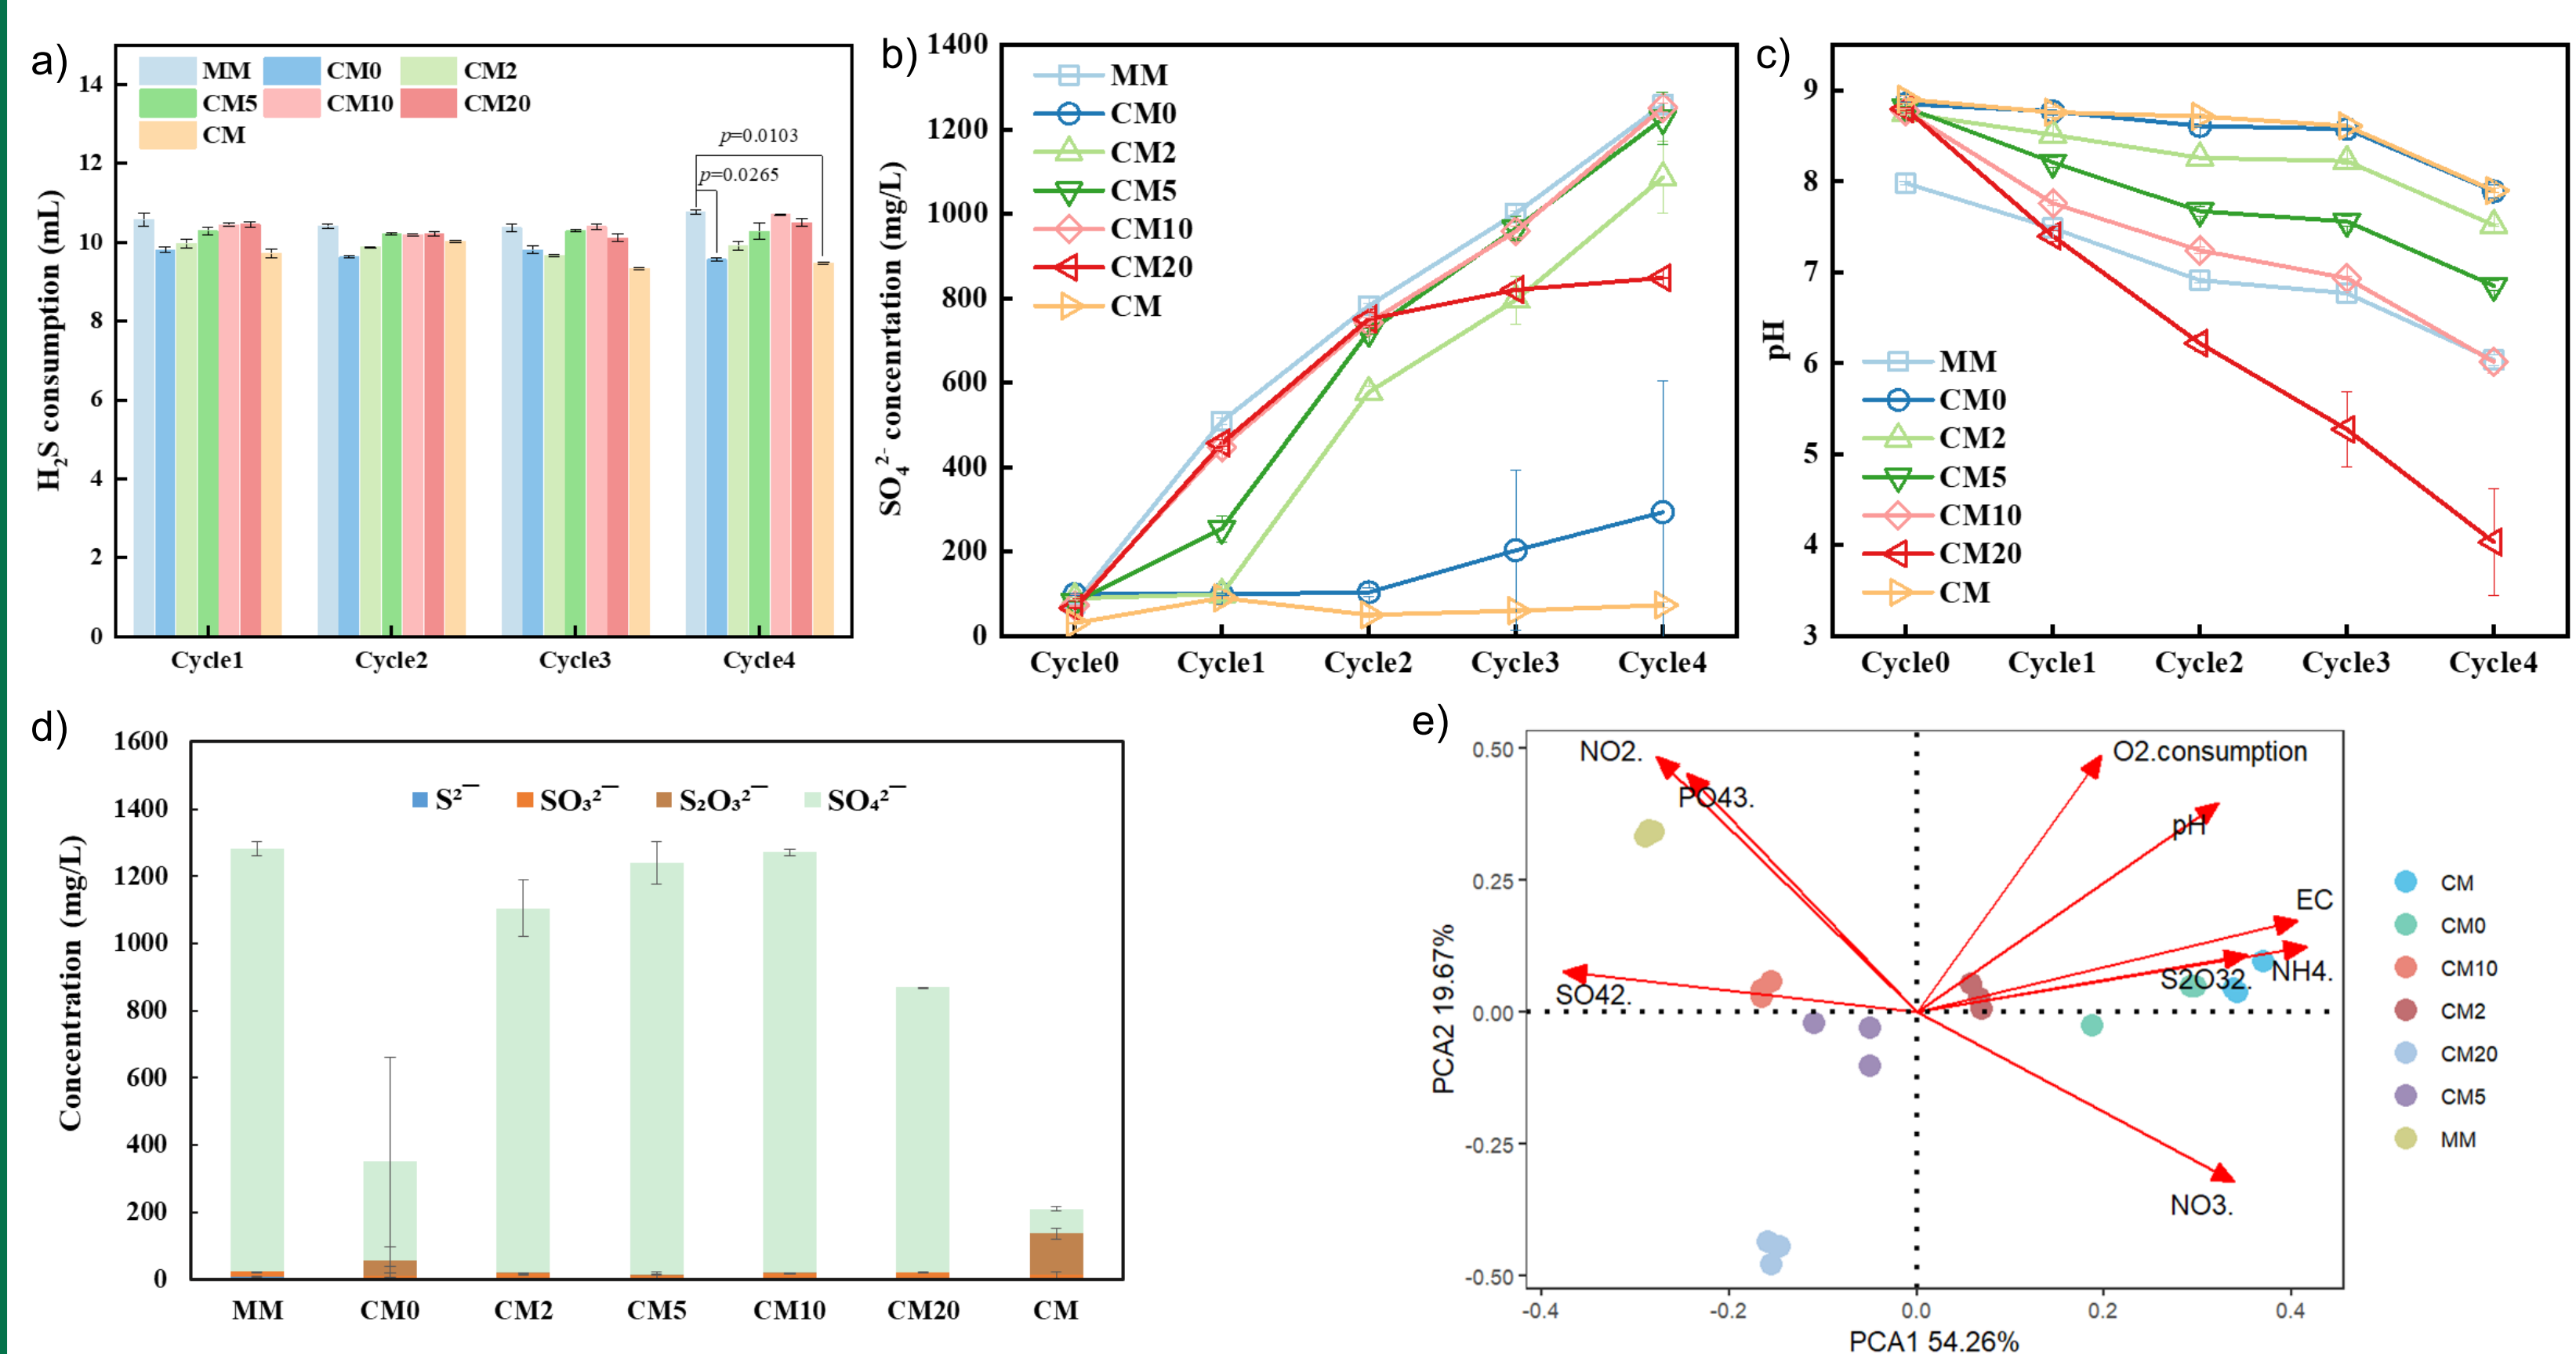 a)
14
12
10
8
6
4
2
0
H₂S consumption (mL)
MM CM0 CM2
CM5 CM10 CM20
CM
p=0.0103
p=0.0265
Cycle1 Cycle2 Cycle3 Cycle4
b)
1400
1200
1000
800
600
400
200
0
SO₄²⁻ concenrtration (mg/L)
MM
CM0
CM2
CM5
CM10
CM20
CM
Cycle0 Cycle1 Cycle2 Cycle3 Cycle4
c)
9
8
7
6
5
4
3
pH
MM
CM0
CM2
CM5
CM10
CM20
CM
Cycle0 Cycle1 Cycle2 Cycle3 Cycle4
d)
1600
1400
1200
1000
800
600
400
200
0
Concentration (mg/L)
S²⁻ SO₃²⁻ S₂O₃²⁻ SO₄²⁻
MM CM0 CM2 CM5 CM10 CM20 CM
e)
0.50
0.25
0.00
-0.25
-0.50
PCA2 19.67%
NO2.
O2.consumption
PO43.
pH
EC
S2O32.
NH4.
SO42.
NO3.
-0.4 -0.2 0.0 0.2 0.4
PCA1 54.26%
CM
CM0
CM10
CM2
CM20
CM5
MM